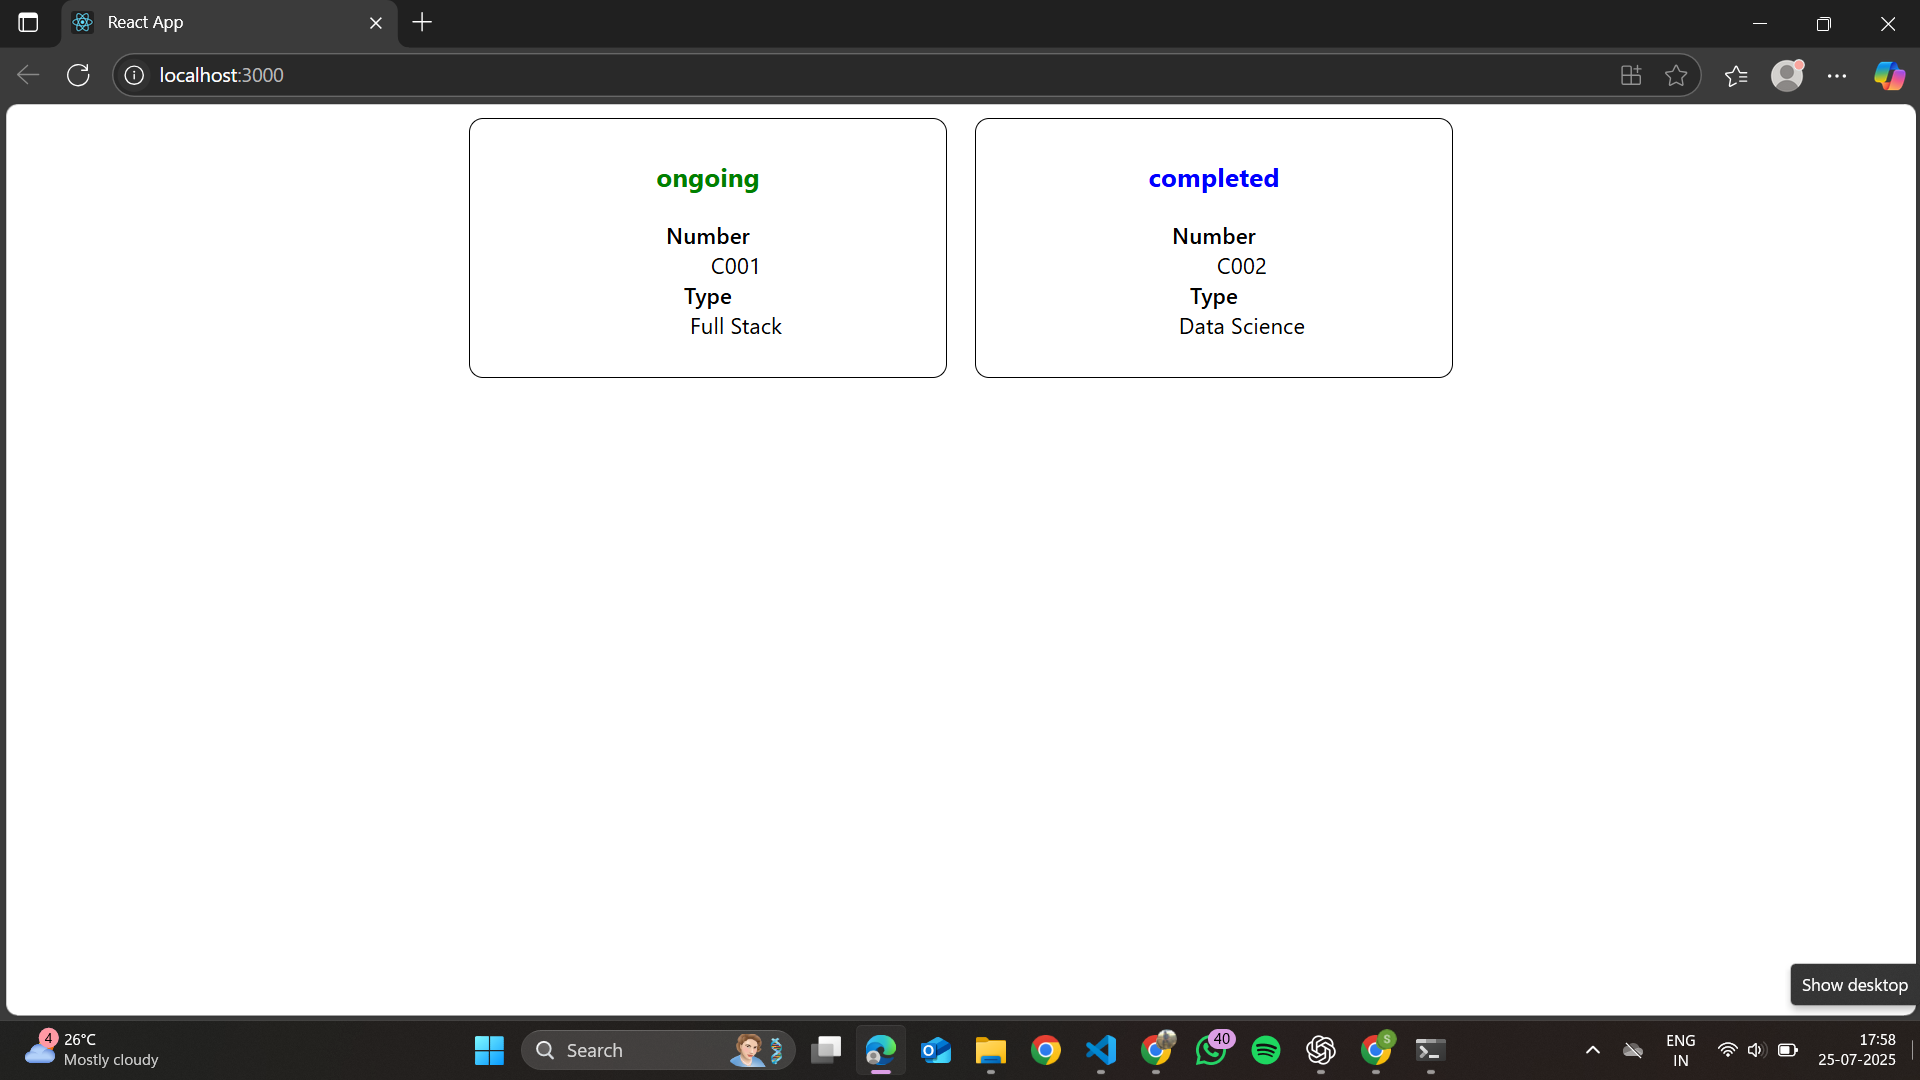 React App
localhost:3000
ongoing
Number
C001
Type
Full Stack
completed
Number
C002
Type
Data Science
Show desktop
4
26°C
Mostly cloudy
Search
40
S
ENG
IN
17:58
25-07-2025